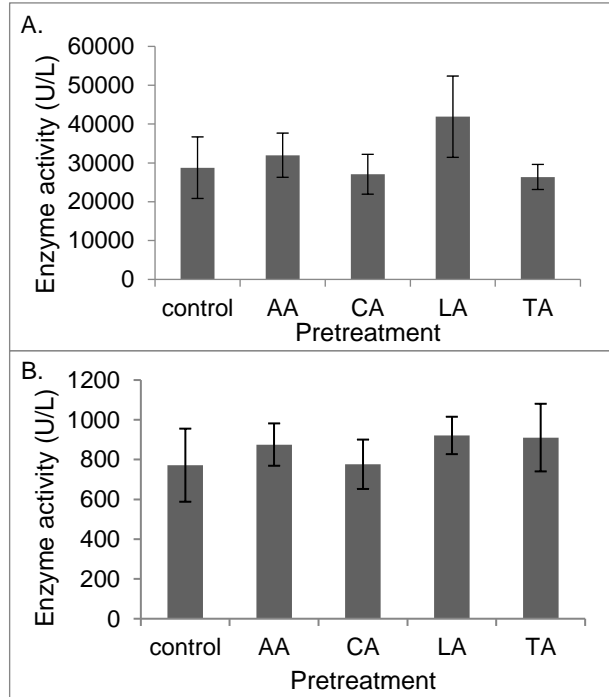 A.
Enzyme activity (U/L)
60000
50000
40000
30000
20000
10000
0
control AA CA LA TA
Pretreatment
B.
Enzyme activity (U/L)
1200
1000
800
600
400
200
0
control AA CA LA TA
Pretreatment